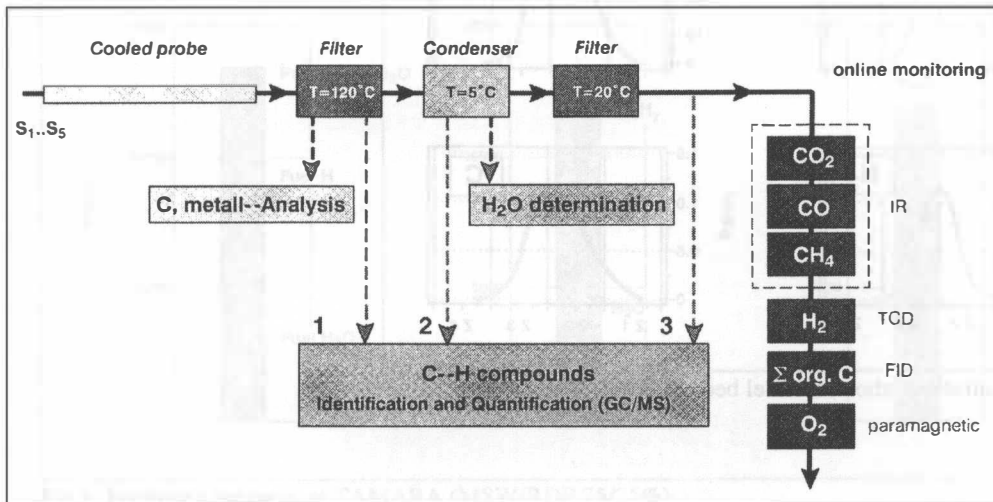 Cooled probe
Filter
Condenser
Filter
online monitoring
T=120°C
T=5°C
T=20°C
S₁..S₅
CO₂
C, metall--Analysis
H₂O determination
CO
IR
CH₄
1
2
3
H₂
TCD
C--H compounds
Identification and Quantification (GC/MS)
Σ org. C
FID
O₂
paramagnetic